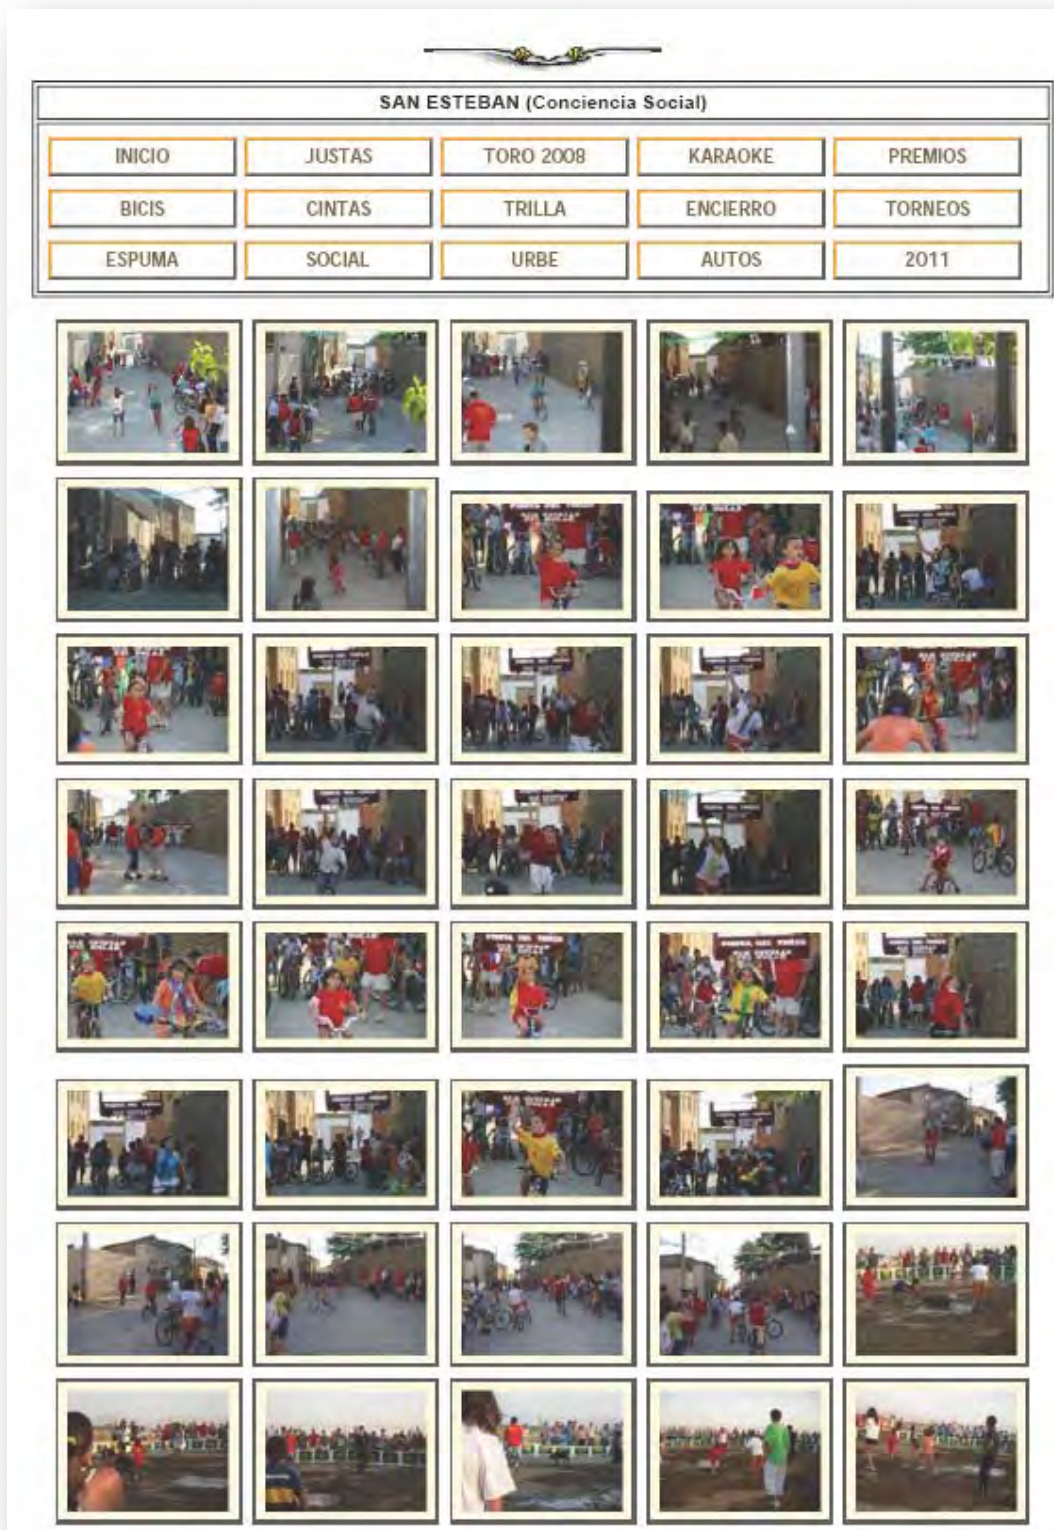 SAN ESTEBAN (Conciencia Social)
INICIO JUSTAS TORO 2008 KARAOKE PREMIOS
BICIS CINTAS TRILLA ENCIERRO TORNEOS
ESPUMA SOCIAL URBE AUTOS 2011